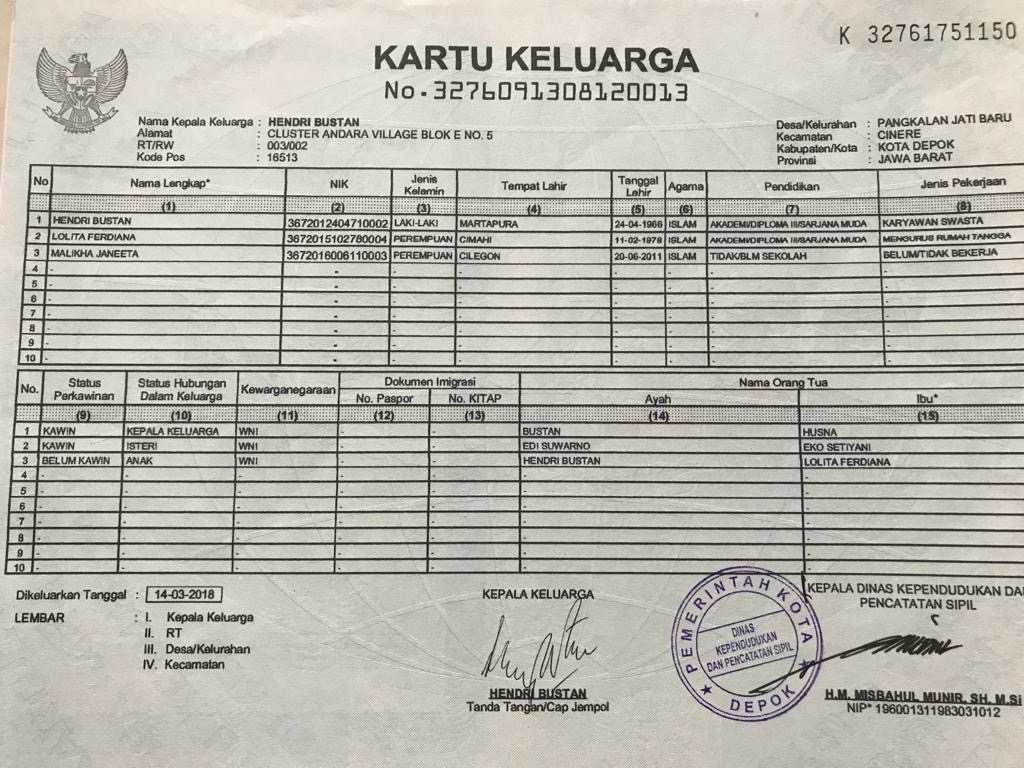 K 32761751150
KARTU KELUARGA
No.3276091308120013
Nama Kepala Keluarga : HENDRI BUSTAN
Alamat : CLUSTER ANDARA VILLAGE BLOK E NO. 5
RT/RW : 003/002
Kode Pos : 16513
Desa/Kelurahan : PANGKALAN JATI BARU
Kecamatan : CINERE
Kabupaten/Kota : KOTA DEPOK
Provinsi : JAWA BARAT
No Nama Lengkap* NIK Jenis Kelamin Tempat Lahir Tanggal Lahir Agama Pendidikan Jenis Pekerjaan
(1) (2) (3) (4) (5) (6) (7) (8)
1 HENDRI BUSTAN 3672012404710002 LAKI-LAKI MARTAPURA 24-04-1966 ISLAM AKADEMI/DIPLOMA III/SARJANA MUDA KARYAWAN SWASTA
2 LOLITA FERDIANA 3672015102780004 PEREMPUAN CIMAHI 11-02-1978 ISLAM AKADEMI/DIPLOMA III/SARJANA MUDA MENGURUS RUMAH TANGGA
3 MALIKHA JANEETA 3672016006110003 PEREMPUAN CILEGON 20-06-2011 ISLAM TIDAK/BLM SEKOLAH BELUM/TIDAK BEKERJA
4 - - - - - - - -
5 - - - - - - - -
6 - - - - - - - -
7 - - - - - - - -
8 - - - - - - - -
9 - - - - - - - -
10 - - - - - - - -
No. Status Perkawinan Status Hubungan Dalam Keluarga Kewarganegaraan Dokumen Imigrasi Nama Orang Tua
No. Paspor No. KITAP Ayah Ibu*
(9) (10) (11) (12) (13) (14) (15)
1 KAWIN KEPALA KELUARGA WNI - - BUSTAN HUSNA
2 KAWIN ISTERI WNI - - EDI SUWARNO EKO SETIYANI
3 BELUM KAWIN ANAK WNI - - HENDRI BUSTAN LOLITA FERDIANA
4 - - - - - - -
5 - - - - - - -
6 - - - - - - -
7 - - - - - - -
8 - - - - - - -
9 - - - - - - -
10 - - - - - - -
Dikeluarkan Tanggal : 14-03-2018
LEMBAR : I. Kepala Keluarga
II. RT
III. Desa/Kelurahan
IV. Kecamatan
KEPALA KELUARGA
HENDRI BUSTAN
Tanda Tangan/Cap Jempol
PEMERINTAH KOTA
DINAS
KEPENDUDUKAN
DAN PENCATATAN SIPIL
DEPOK
KEPALA DINAS KEPENDUDUKAN DA
PENCATATAN SIPIL
H.M. MISBAHUL MUNIR, SH, M.Si
NIP* 196001311983031012